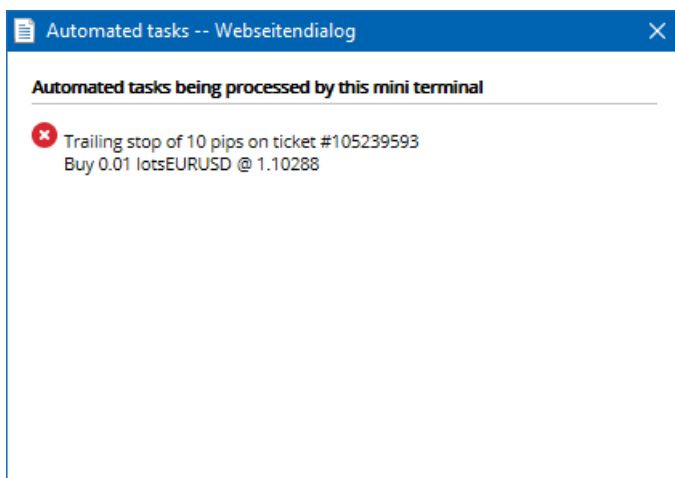 Automated tasks -- Webseitendialog
Automated tasks being processed by this mini terminal
Trailing stop of 10 pips on ticket #105239593
Buy 0.01 lotsEURUSD @ 1.10288